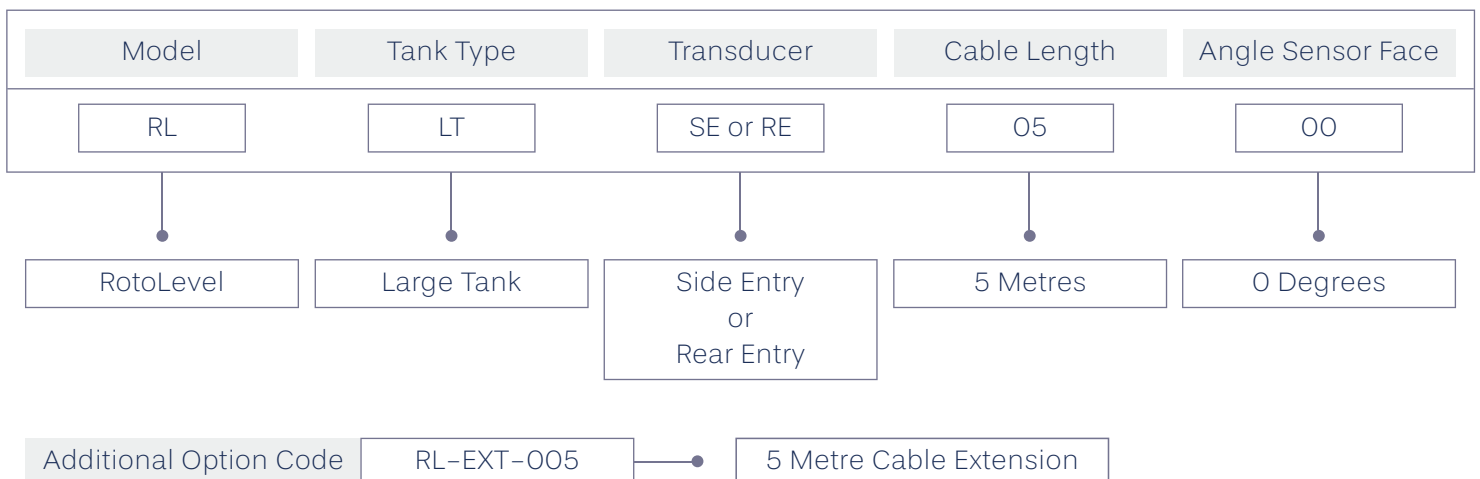 Model Tank Type Transducer Cable Length Angle Sensor Face
RL LT SE or RE 05 00
RotoLevel Large Tank Side Entry 5 Metres 0 Degrees
or
Rear Entry
Additional Option Code RL-EXT-005 5 Metre Cable Extension